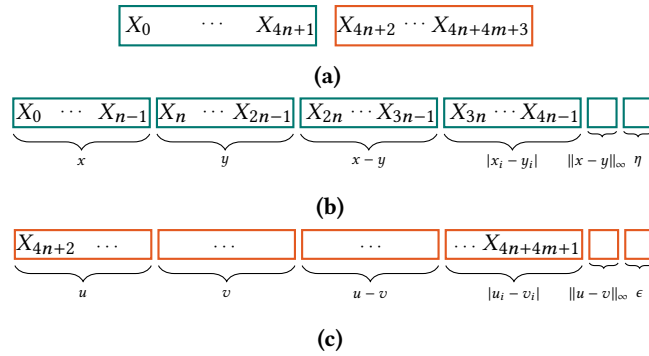 X₀ ⋯ X₄ₙ₊₁ X₄ₙ₊₂ ⋯ X₄ₙ₊₄ₘ₊₃
(a)
X₀ ⋯ Xₙ₋₁ Xₙ ⋯ X₂ₙ₋₁ X₂ₙ ⋯ X₃ₙ₋₁ X₃ₙ ⋯ X₄ₙ₋₁
x y x − y |xᵢ − yᵢ| ‖x − y‖∞ η
(b)
X₄ₙ₊₂ ⋯ ⋯ ⋯ ⋯ X₄ₙ₊₄ₘ₊₁
u v u − v |uᵢ − vᵢ| ‖u − v‖∞ ϵ
(c)